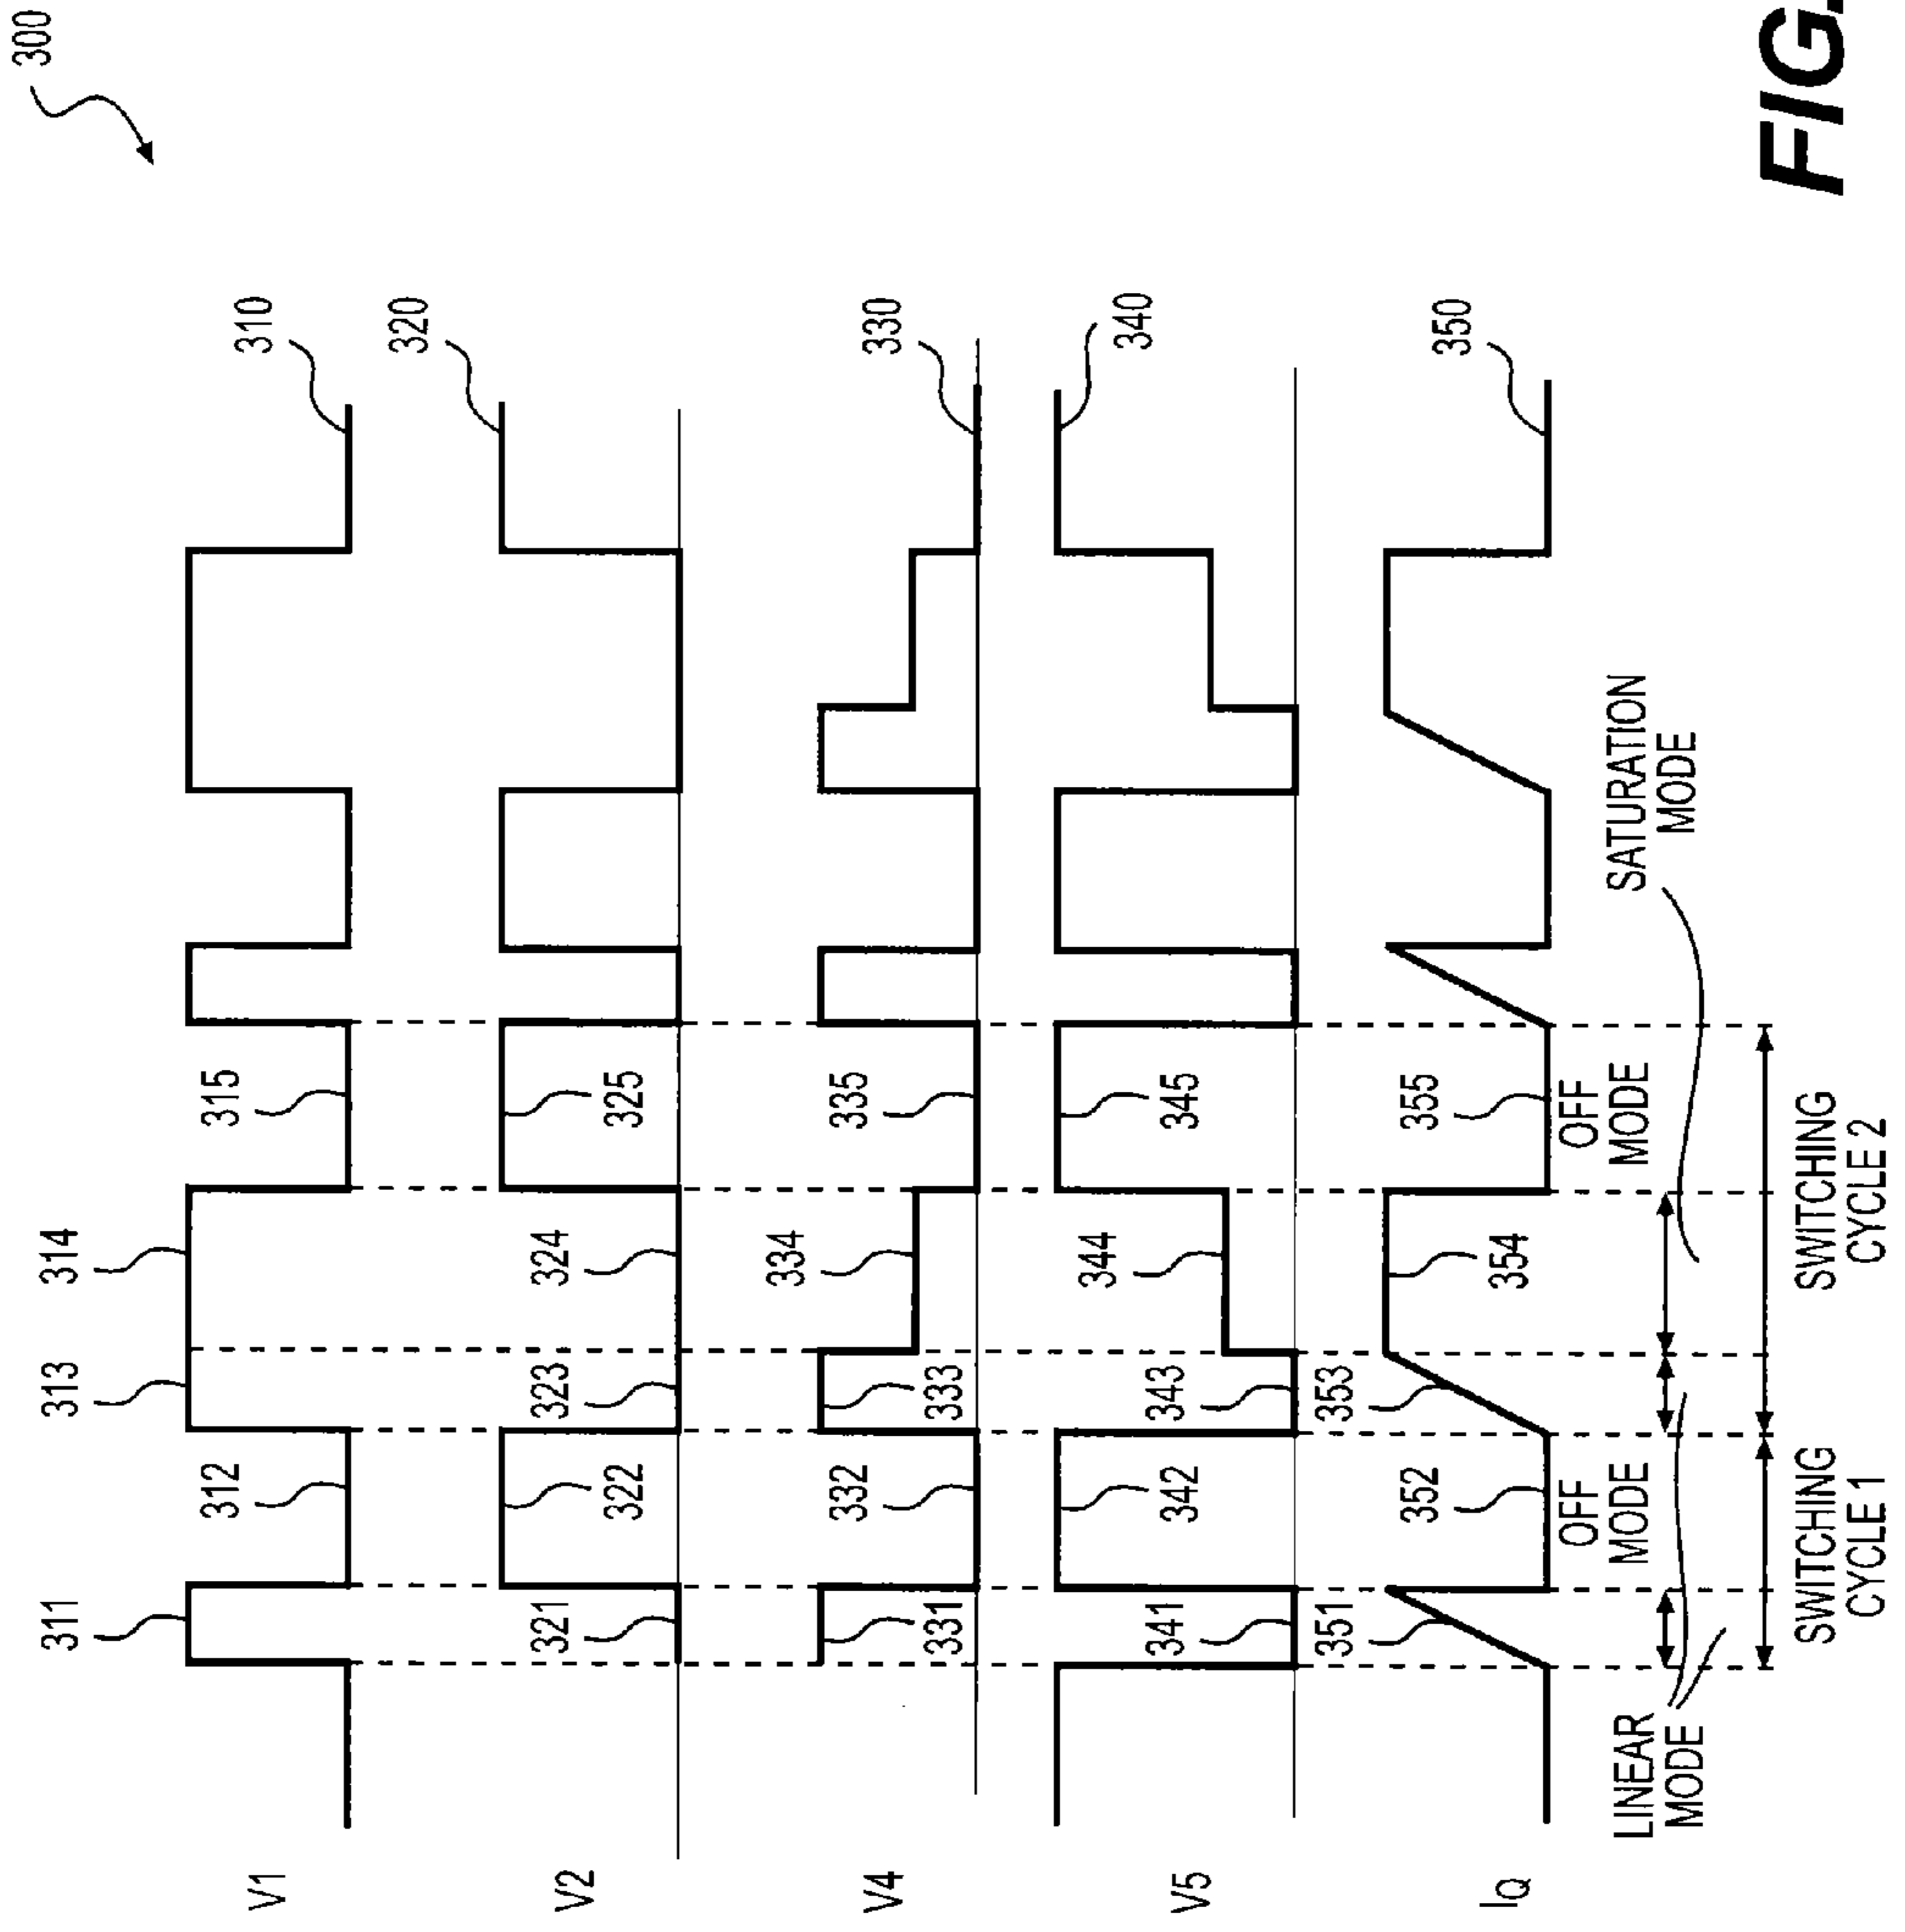 300
V1
311
312
313
314
315
310
V2
321
322
323
324
325
320
V4
331
332
333
334
335
330
V5
341
342
343
344
345
340
IQ
351
352
353
354
355
350
OFF
MODE
OFF
MODE
LINEAR
MODE
SATURATION
MODE
SWITCHING
CYCLE 1
SWITCHING
CYCLE 2
FIG.